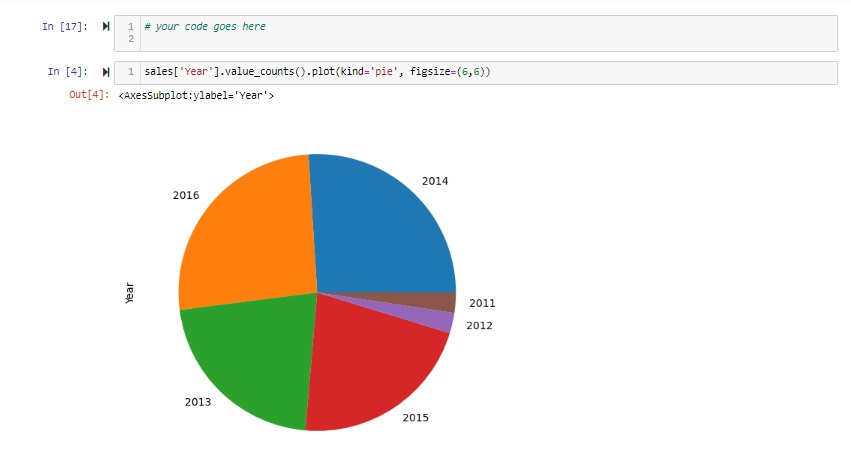 In [17]:
1 # your code goes here
2
In [4]:
1 sales['Year'].value_counts().plot(kind='pie', figsize=(6,6))
Out[4]: <AxesSubplot:ylabel='Year'>
2014
2016
Year
2011
2012
2013
2015